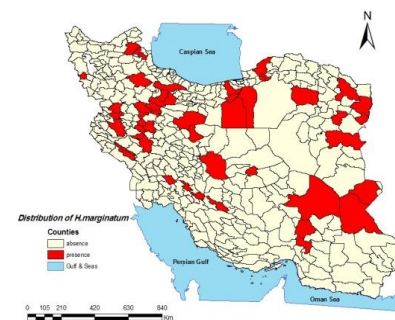 N
Caspian Sea
Distribution of H.marginatum
Counties
absence
presence
Gulf & Seas
Persian Gulf
Oman Sea
0 105 210 420 630 840
Km